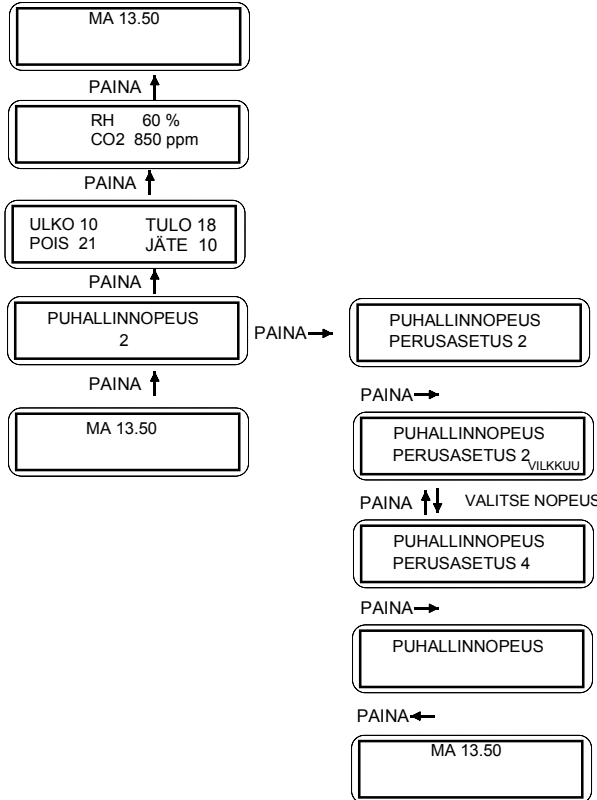 MA 13.50
PAINA
RH 60 %
CO2 850 ppm
PAINA
ULKO 10 TULO 18
POIS 21 JÄTE 10
PAINA
PUHALLINNOPEUS
2
PAINA
MA 13.50
PAINA
PUHALLINNOPEUS
PERUSASETUS 2
PAINA
PUHALLINNOPEUS
PERUSASETUS 2
VILKKUU
PAINA VALITSE NOPEUS
PUHALLINNOPEUS
PERUSASETUS 4
PAINA
PUHALLINNOPEUS
PAINA
MA 13.50